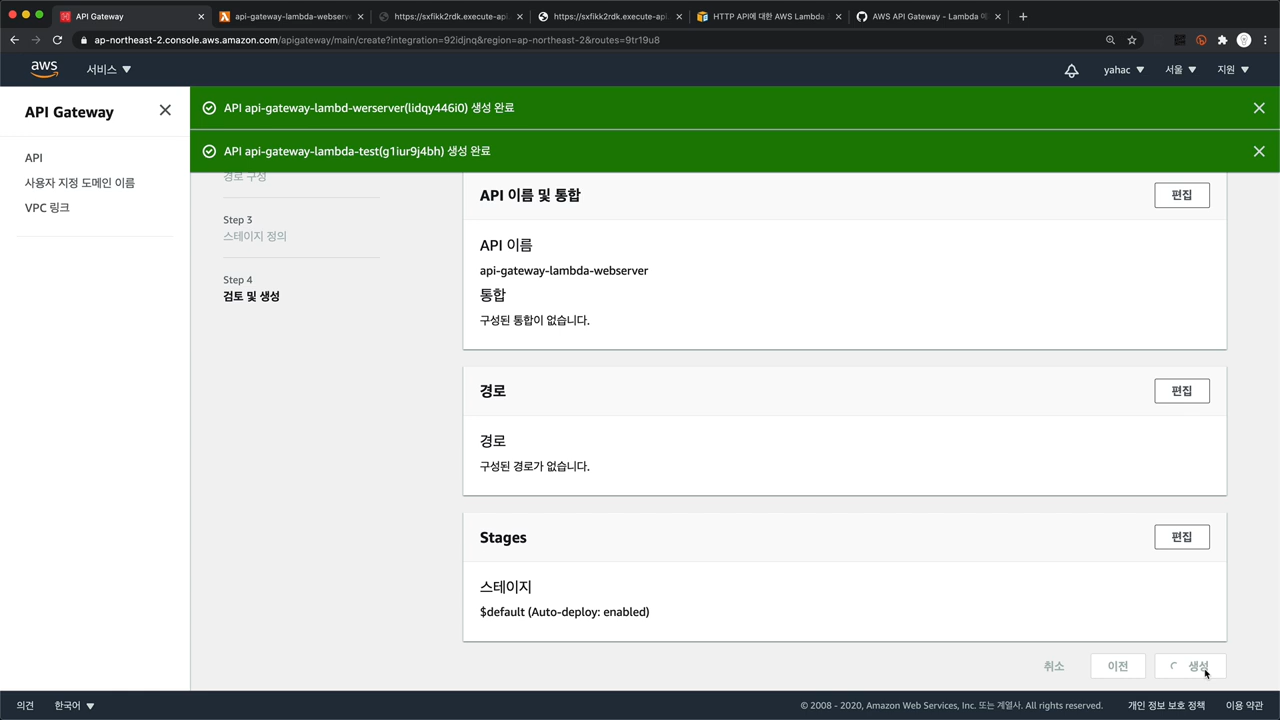 API Gateway
api-gateway-lambda-webserve
https://sxfikk2rdk.execute-api.
https://sxfikk2rdk.execute-api.
HTTP API에 대한 AWS Lambda
AWS API Gateway - Lambda
ap-northeast-2.console.aws.amazon.com/apigateway/main/create?integration=92idjnq&region=ap-northeast-2&routes=9tr19u8
aws
서비스
yahac
서울
지원
API Gateway
API
사용자 지정 도메인 이름
VPC 링크
API api-gateway-lambd-werserver(lidqy446i0) 생성 완료
API api-gateway-lambda-test(g1iur9j4bh) 생성 완료
경로 구성
Step 3
스테이지 정의
Step 4
검토 및 생성
API 이름 및 통합
편집
API 이름
api-gateway-lambda-webserver
통합
구성된 통합이 없습니다.
경로
편집
경로
구성된 경로가 없습니다.
Stages
편집
스테이지
$default (Auto-deploy: enabled)
취소
이전
생성
의견
한국어
© 2008 - 2020, Amazon Web Services, Inc. 또는 계열사. All rights reserved.
개인 정보 보호 정책
이용 약관